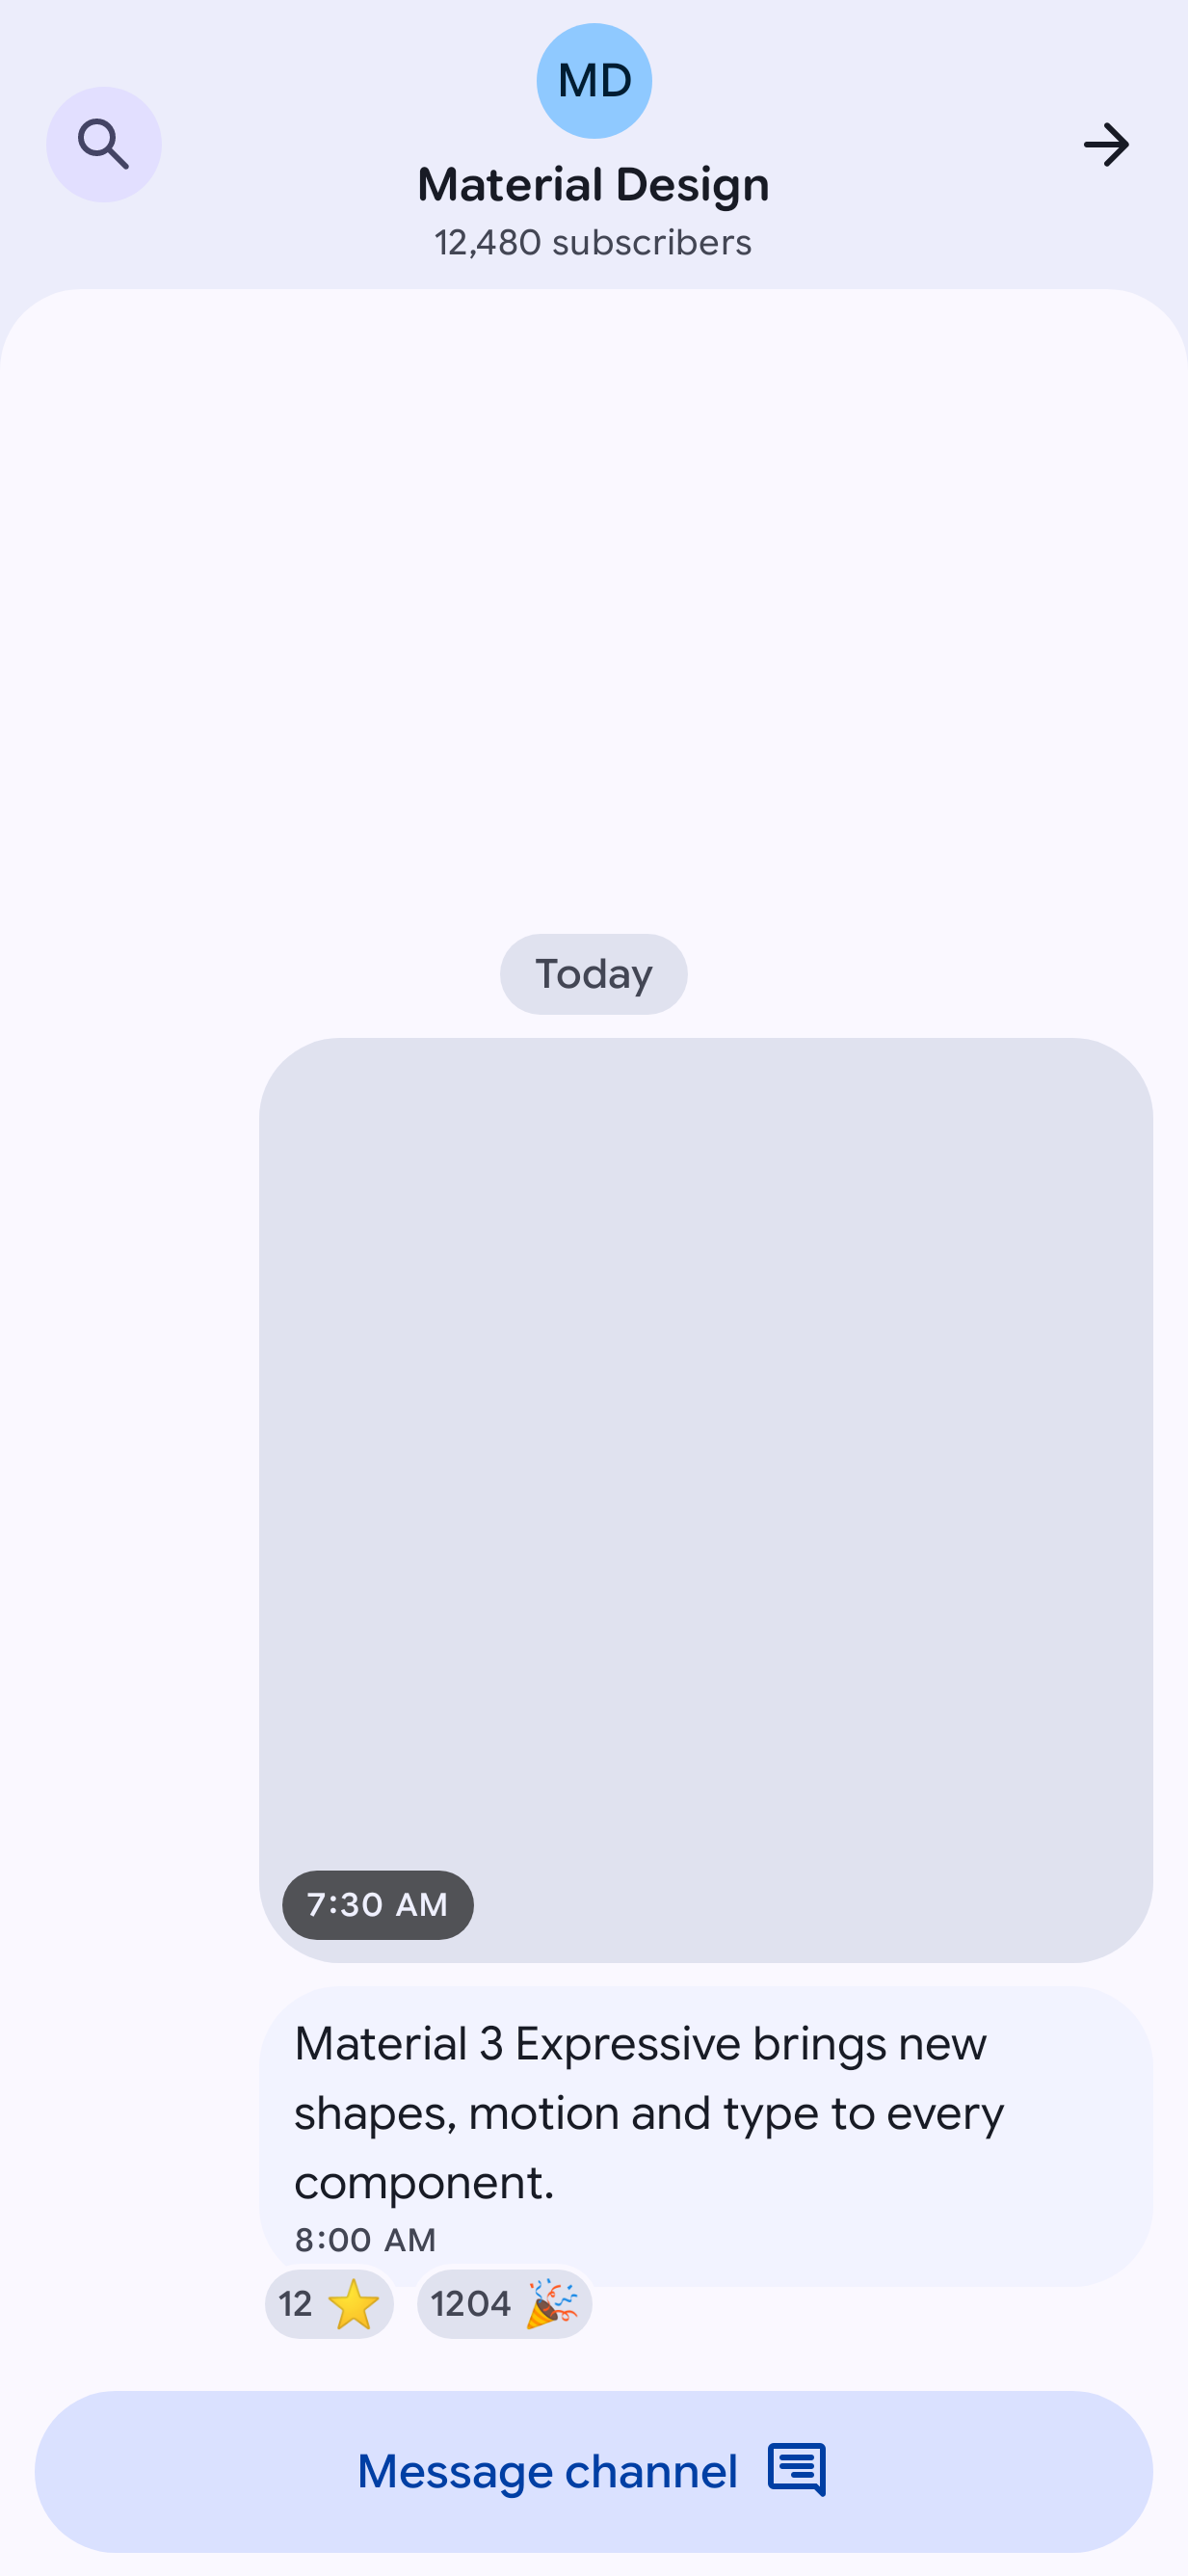 MD
Material Design
12,480 subscribers
Today
7:30 AM
Material 3 Expressive brings new
shapes, motion and type to every
component.
8:00 AM
12 ⭐ 1204 🎉
Message channel